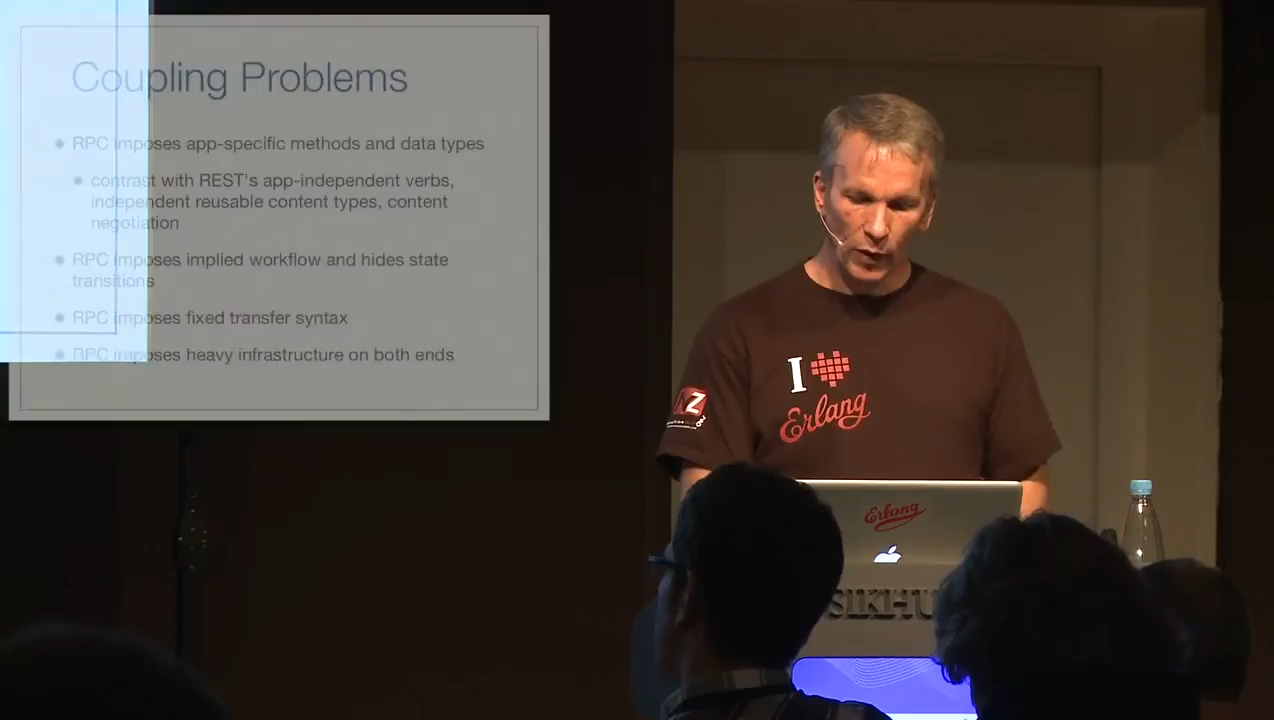 Coupling Problems
RPC imposes app-specific methods and data types
contrast with REST's app-independent verbs,
independent reusable content types, content
negotiation
RPC imposes implied workflow and hides state
transitions
RPC imposes fixed transfer syntax
RPC imposes heavy infrastructure on both ends
I
Erlang
Erlang
SIKHU